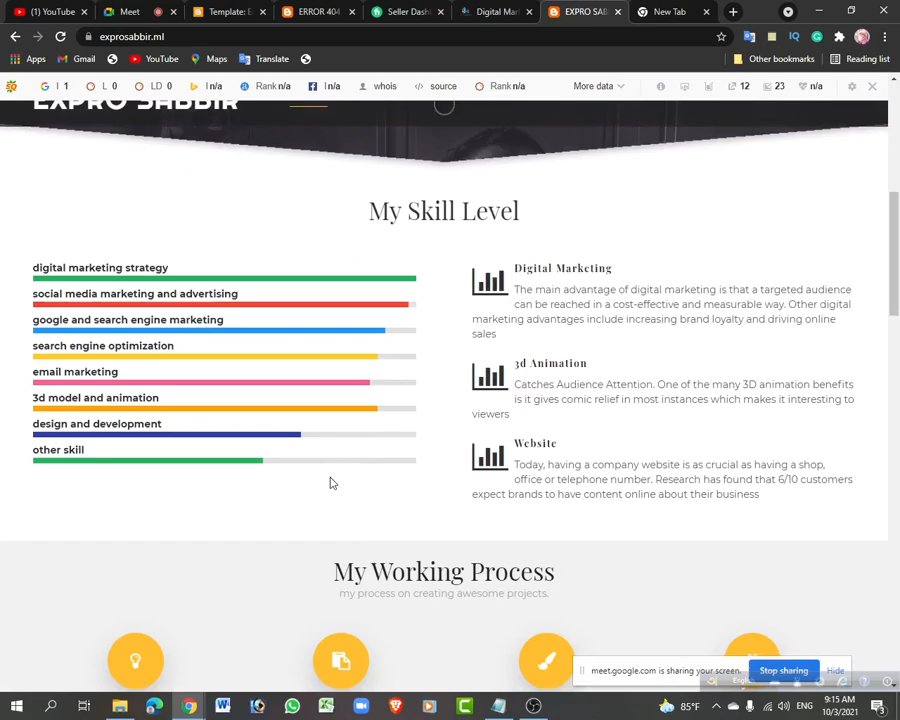 (1) YouTube
Meet
Template: E
ERROR 404
Seller Dash
Digital Mar
EXPRO SAB
New Tab
exprosabbir.ml
Apps
Gmail
YouTube
Maps
Translate
Other bookmarks
Reading list
I 1
L 0
LD 0
I n/a
Rank n/a
I n/a
whois
source
Rank n/a
More data
12
23
n/a
EXPRO SABBIR
My Skill Level
digital marketing strategy
social media marketing and advertising
google and search engine marketing
search engine optimization
email marketing
3d model and animation
design and development
other skill
Digital Marketing
The main advantage of digital marketing is that a targeted audience
can be reached in a cost-effective and measurable way. Other digital
marketing advantages include increasing brand loyalty and driving online
sales
3d Animation
Catches Audience Attention. One of the many 3D animation benefits
is it gives comic relief in most instances which makes it interesting to
viewers
Website
Today, having a company website is as crucial as having a shop,
office or telephone number. Research has found that 6/10 customers
expect brands to have content online about their business
My Working Process
my process on creating awesome projects.
meet.google.com is sharing your screen.
Stop sharing
Hide
85°F
ENG
9:15 AM
10/3/2021